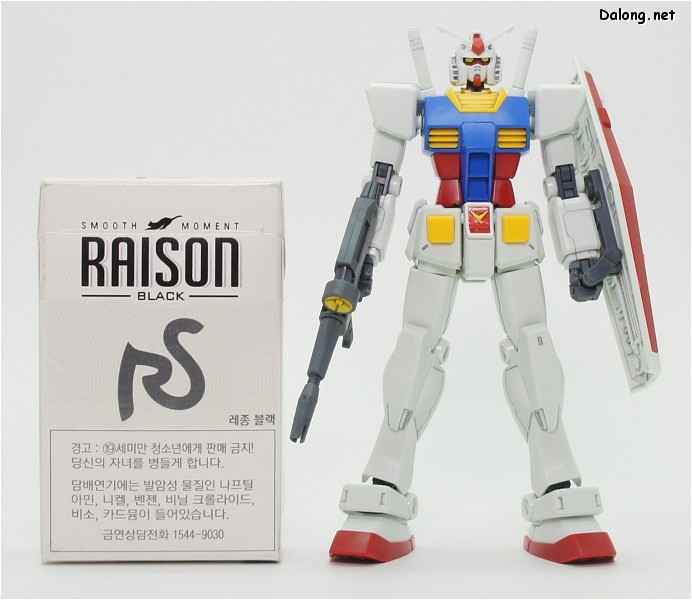 Dalong.net
SMOOTH MOMENT
RAISON
BLACK
RS
레종 블랙
경고 : ⑲세미만 청소년에게 판매 금지!
당신의 자녀를 병들게 합니다.
담배연기에는 발암성 물질인 나프틸
아민, 니켈, 벤젠, 비닐 크롤라이드,
비소, 카드뮴이 들어있습니다.
금연상담전화 1544-9030